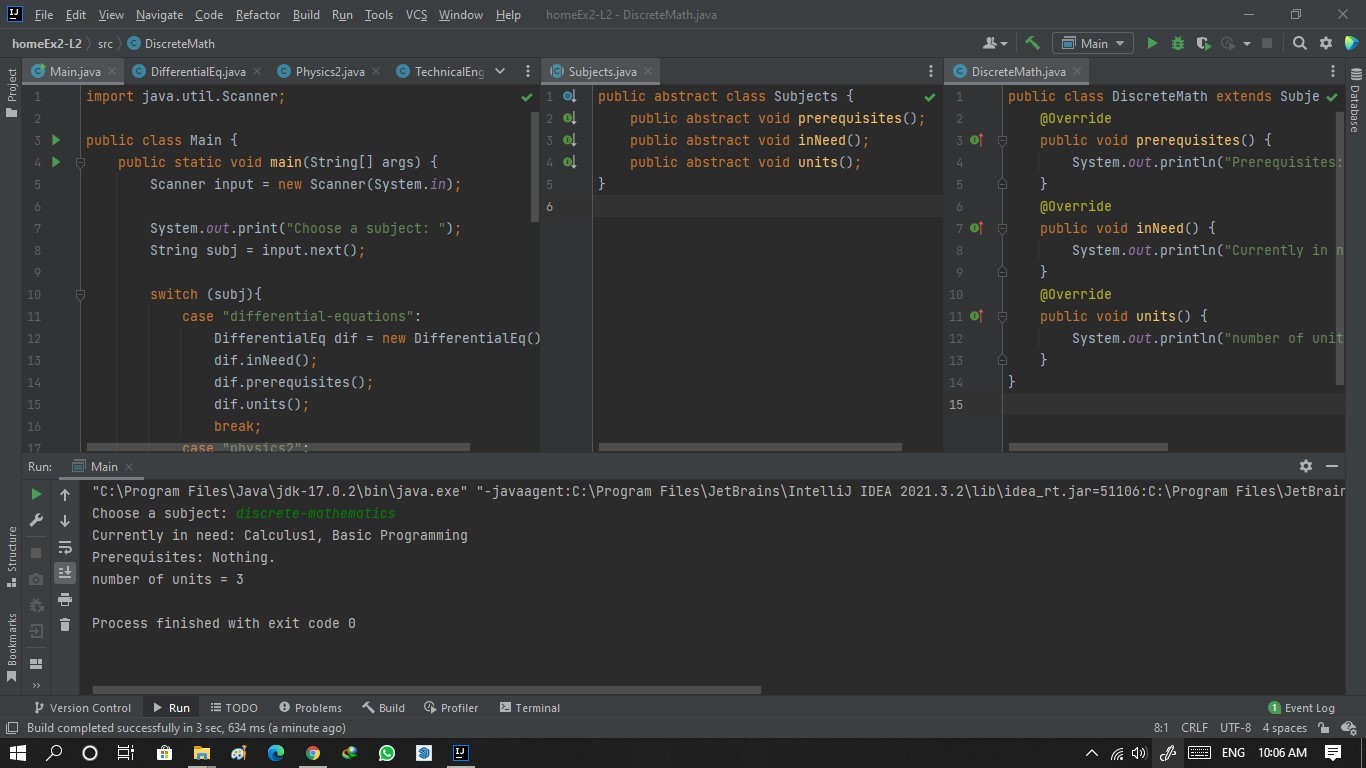 File Edit View Navigate Code Refactor Build Run Tools VCS Window Help homeEx2-L2 - DiscreteMath.java
homeEx2-L2 src DiscreteMath Main
Project
Structure
Bookmarks
Database
Main.java DifferentialEq.java Physics2.java TechnicalEng
1 import java.util.Scanner;
2
3 public class Main {
4 public static void main(String[] args) {
5 Scanner input = new Scanner(System.in);
6
7 System.out.print("Choose a subject: ");
8 String subj = input.next();
9
10 switch (subj){
11 case "differential-equations":
12 DifferentialEq dif = new DifferentialEq()
13 dif.inNeed();
14 dif.prerequisites();
15 dif.units();
16 break;
17 case "physics2":
Subjects.java
1 public abstract class Subjects {
2 public abstract void prerequisites();
3 public abstract void inNeed();
4 public abstract void units();
5 }
6
DiscreteMath.java
1 public class DiscreteMath extends Subje
2 @Override
3 public void prerequisites() {
4 System.out.println("Prerequisites:
5 }
6 @Override
7 public void inNeed() {
8 System.out.println("Currently in n
9 }
10 @Override
11 public void units() {
12 System.out.println("number of unit
13 }
14 }
15
Run: Main
"C:\Program Files\Java\jdk-17.0.2\bin\java.exe" "-javaagent:C:\Program Files\JetBrains\IntelliJ IDEA 2021.3.2\lib\idea_rt.jar=51106:C:\Program Files\JetBrain
Choose a subject: discrete-mathematics
Currently in need: Calculus1, Basic Programming
Prerequisites: Nothing.
number of units = 3
Process finished with exit code 0
Version Control Run TODO Problems Build Profiler Terminal 1 Event Log
Build completed successfully in 3 sec, 634 ms (a minute ago) 8:1 CRLF UTF-8 4 spaces
ENG 10:06 AM